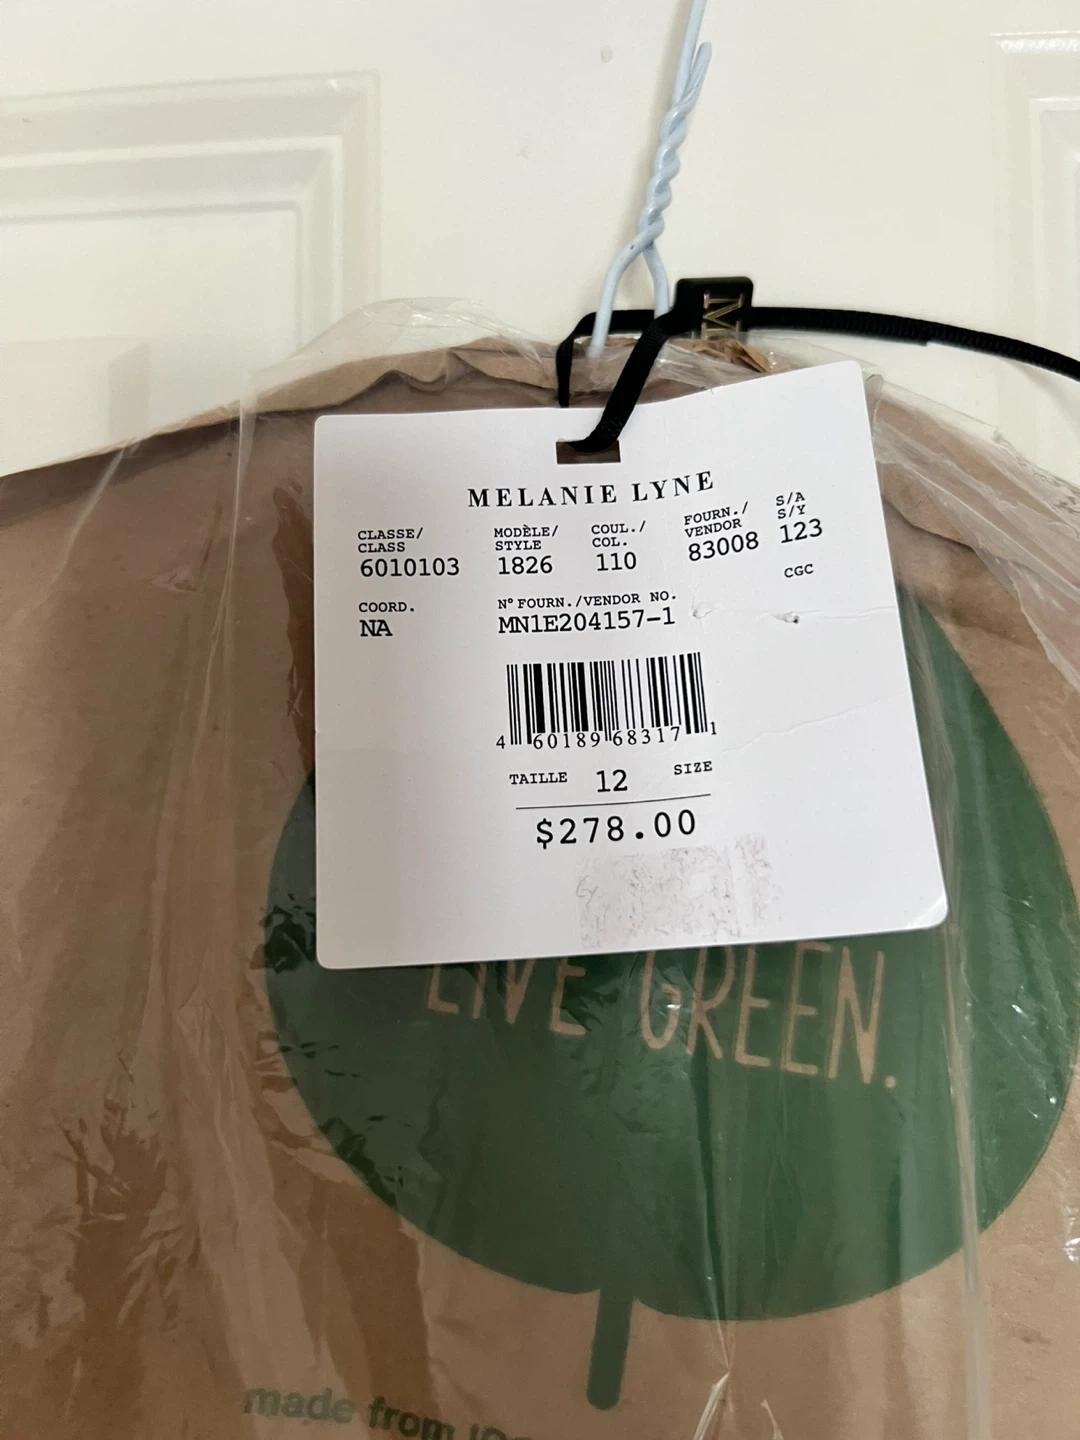 M
MELANIE LYNE
CLASSE/ MODÈLE/ COUL./ FOURN./ S/A
CLASS STYLE COL. VENDOR S/Y
6010103 1826 110 83008 123
CGC
COORD. Nº FOURN./VENDOR NO.
NA MN1E204157-1
4 60189 68317 1
TAILLE 12 SIZE
$278.00
LIVE GREEN.
made from